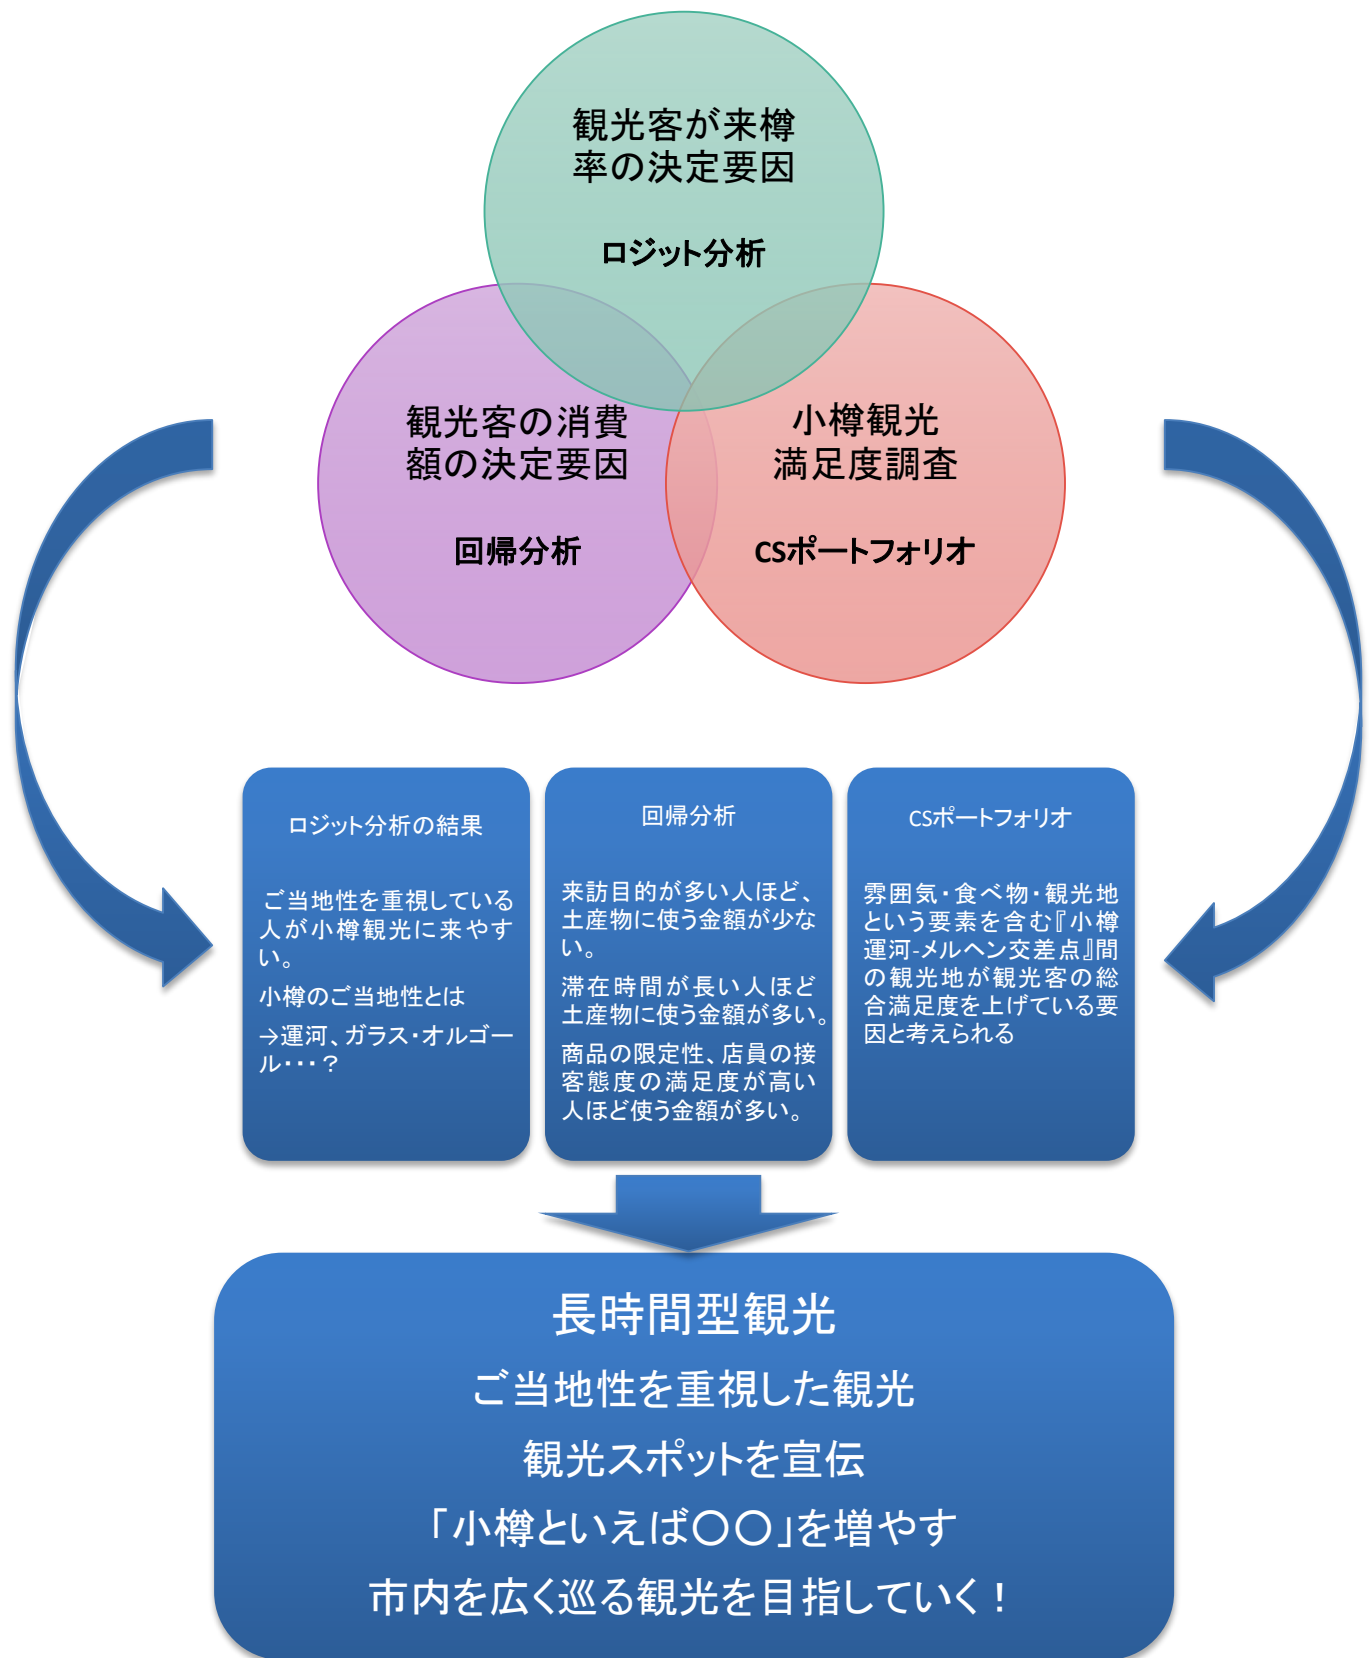 観光客が来樽
率の決定要因
ロジット分析
観光客の消費
額の決定要因
回帰分析
小樽観光
満足度調査
CSポートフォリオ
ロジット分析の結果
ご当地性を重視している
人が小樽観光に来やす
い。
小樽のご当地性とは
→運河、ガラス・オルゴー
ル・・・？
回帰分析
来訪目的が多い人ほど、
土産物に使う金額が少な
い。
滞在時間が長い人ほど
土産物に使う金額が多い。
商品の限定性、店員の接
客態度の満足度が高い
人ほど使う金額が多い。
CSポートフォリオ
雰囲気・食べ物・観光地
という要素を含む『小樽
運河-メルヘン交差点』間
の観光地が観光客の総
合満足度を上げている要
因と考えられる
長時間型観光
ご当地性を重視した観光
観光スポットを宣伝
「小樽といえば〇〇」を増やす
市内を広く巡る観光を目指していく！